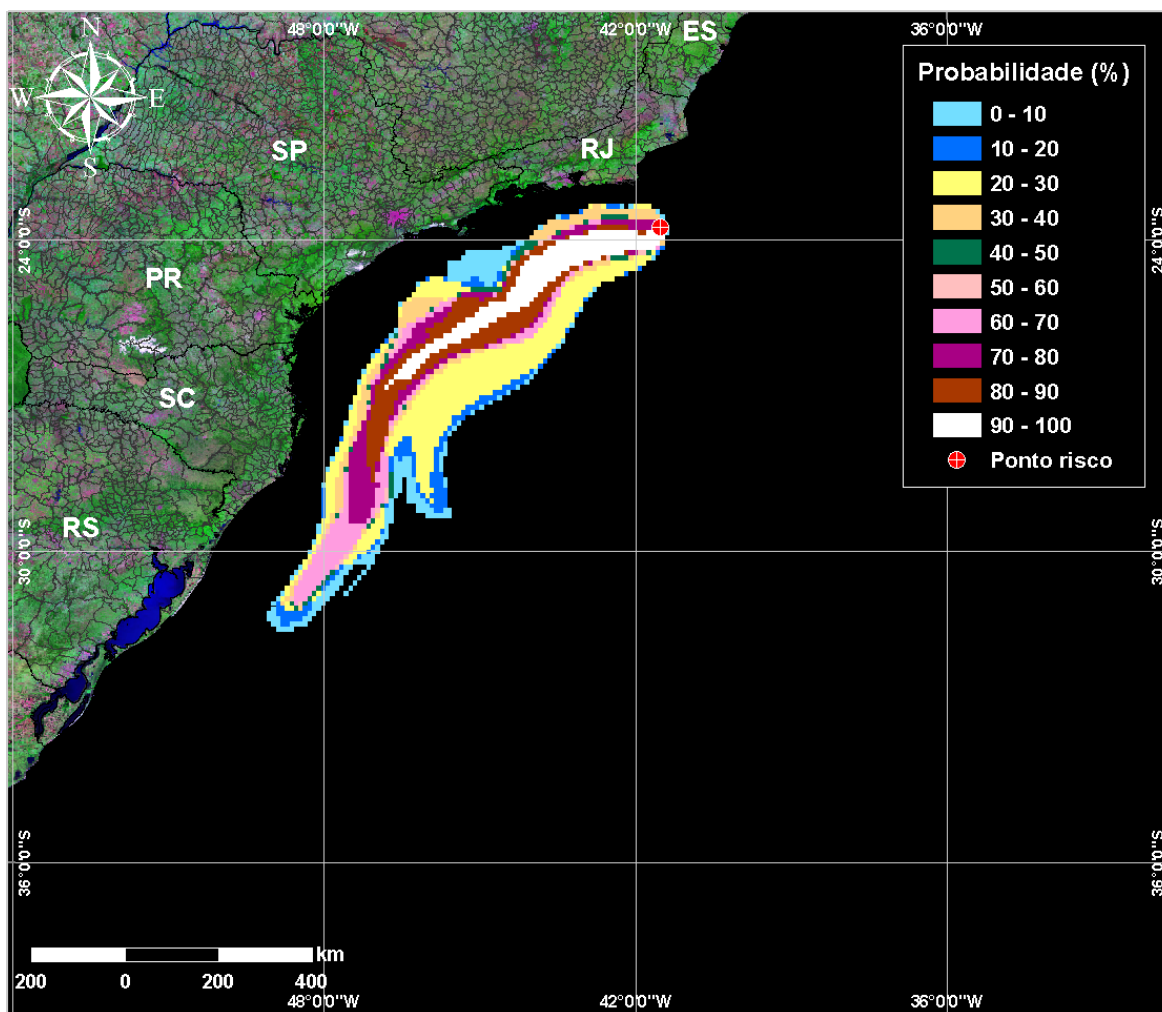 N
W
E
S
48°0'0"W
42°0'0"W
36°0'0"W
ES
SP
RJ
PR
SC
RS
24°0'0"S
24°0'0"S
30°0'0"S
30°0'0"S
36°0'0"S
36°0'0"S
Probabilidade (%)
0 - 10
10 - 20
20 - 30
30 - 40
40 - 50
50 - 60
60 - 70
70 - 80
80 - 90
90 - 100
Ponto risco
km
200 0 200 400
48°0'0"W
42°0'0"W
36°0'0"W